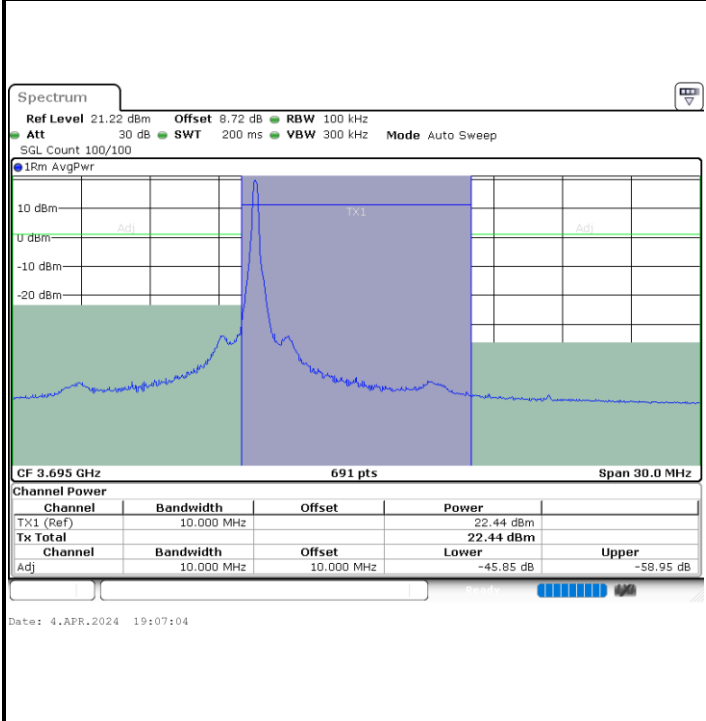 Spectrum
Ref Level 21.22 dBm Offset 8.72 dB RBW 100 kHz
Att 30 dB SWT 200 ms VBW 300 kHz Mode Auto Sweep
SGL Count 100/100
1Rm AvgPwr
10 dBm
TX1
Adj Adj
0 dBm
-10 dBm
-20 dBm
CF 3.695 GHz 691 pts Span 30.0 MHz
Channel Power
Channel Bandwidth Offset Power
TX1 (Ref) 10.000 MHz 22.44 dBm
Tx Total 22.44 dBm
Channel Bandwidth Offset Lower Upper
Adj 10.000 MHz 10.000 MHz -45.85 dB -58.95 dB
Ready
Date: 4.APR.2024 19:07:04